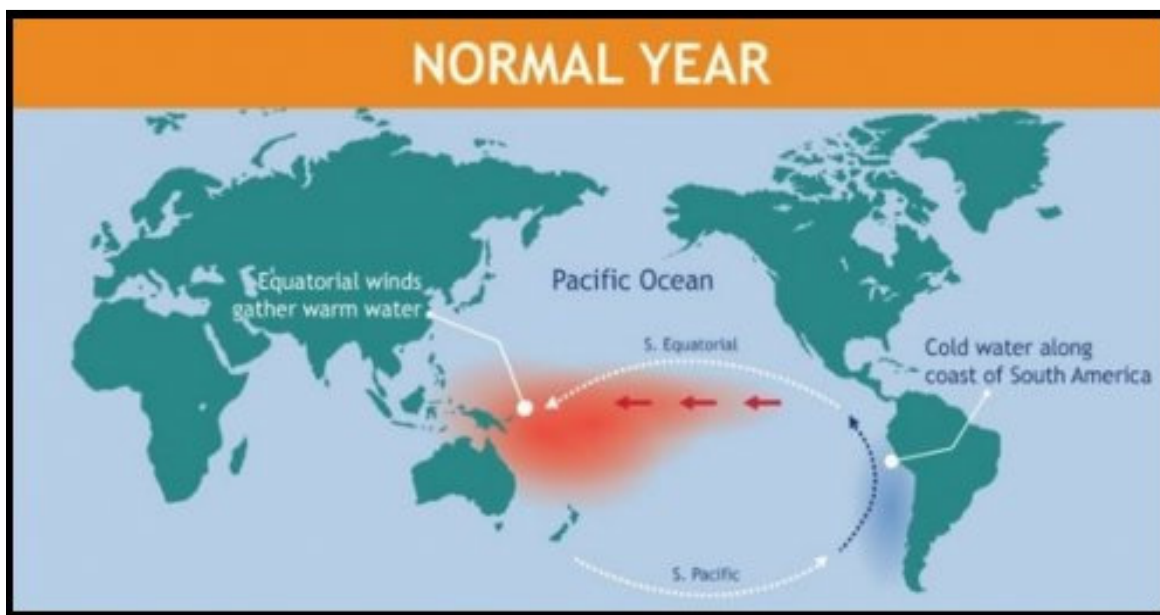 NORMAL YEAR
Equatorial winds
gather warm water
Pacific Ocean
S. Equatorial
Cold water along
coast of South America
S. Pacific